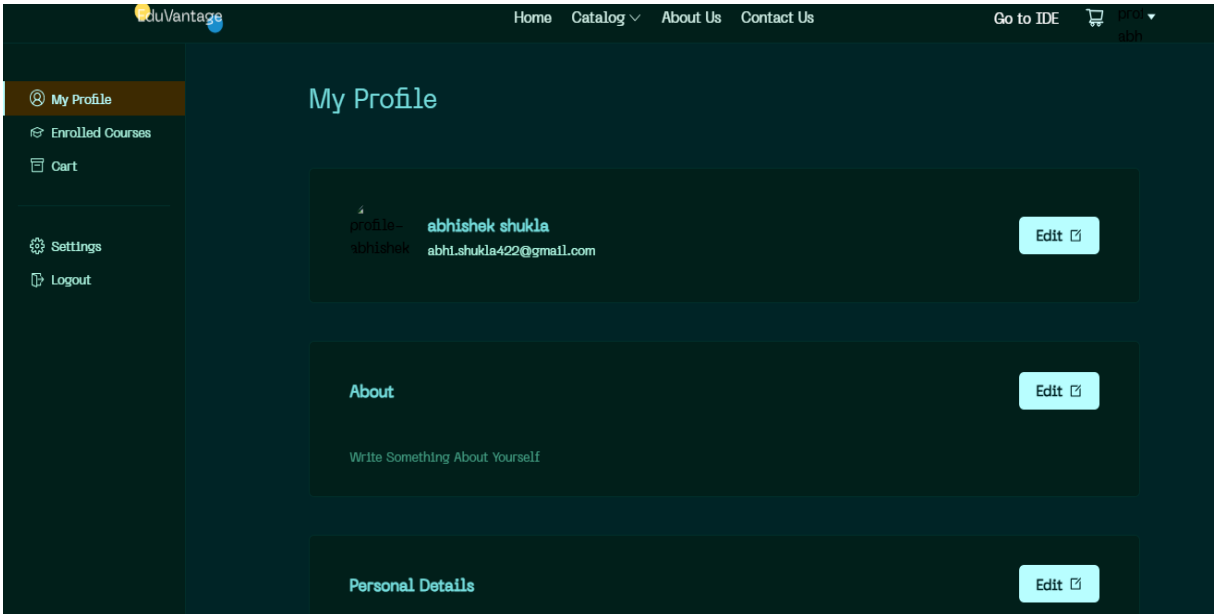 EduVantage Home Catalog About Us Contact Us Go to IDE
My Profile
Enrolled Courses
Cart
Settings
Logout
My Profile
profile-
abhishek
abhishek shukla
abhi.shukla422@gmail.com
Edit
About
Edit
Write Something About Yourself
Personal Details
Edit